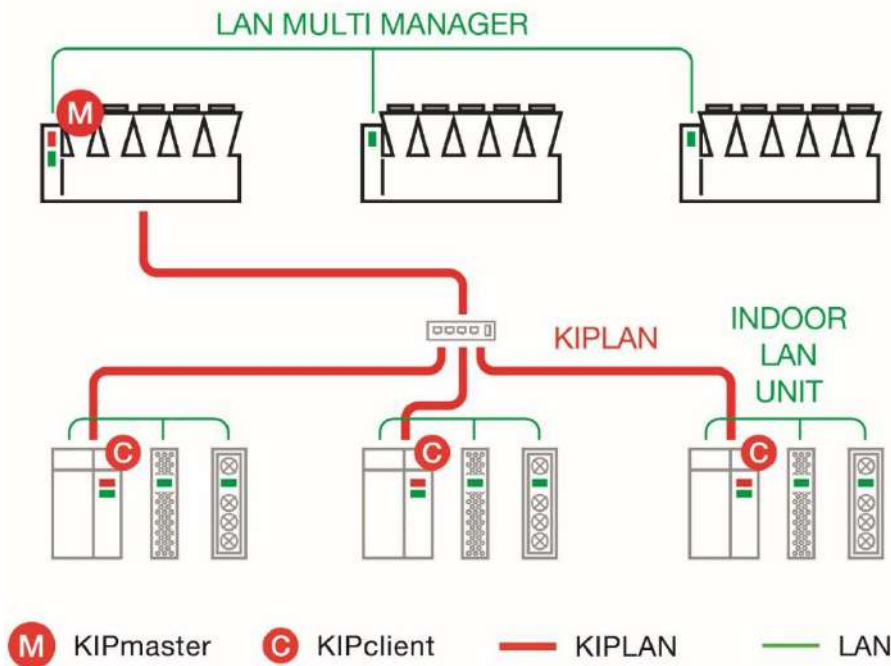 LAN MULTI MANAGER
M
KIPLAN
INDOOR
LAN
UNIT
C
C
C
M KIPmaster
C KIPclient
KIPLAN
LAN